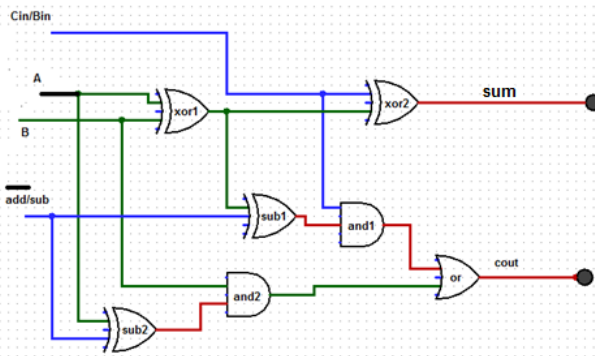 Cin/Bin
A
xor1
xor2
sum
B
add/sub
sub1
and1
cout
or
and2
sub2